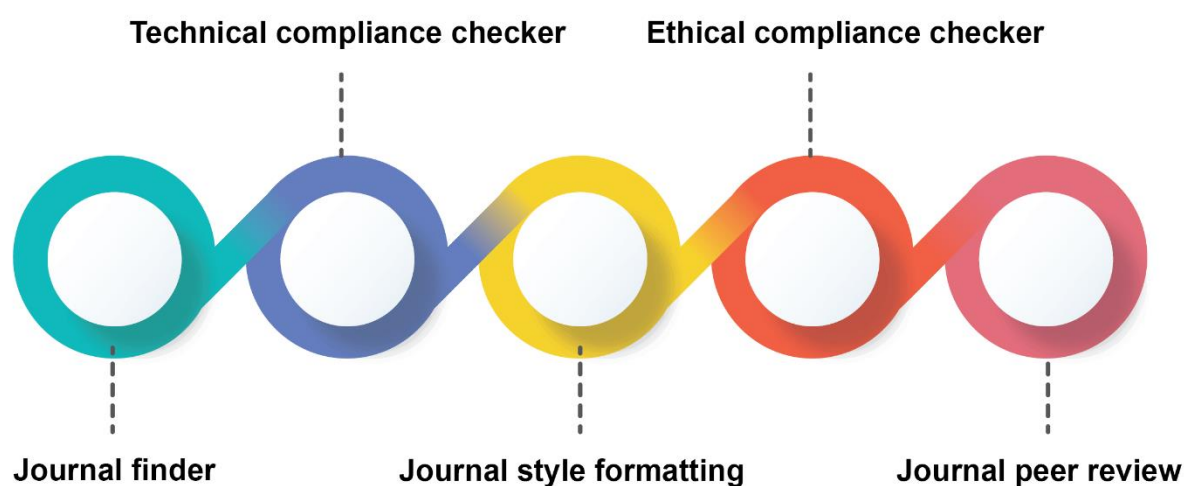 Technical compliance checker
Ethical compliance checker
Journal finder
Journal style formatting
Journal peer review